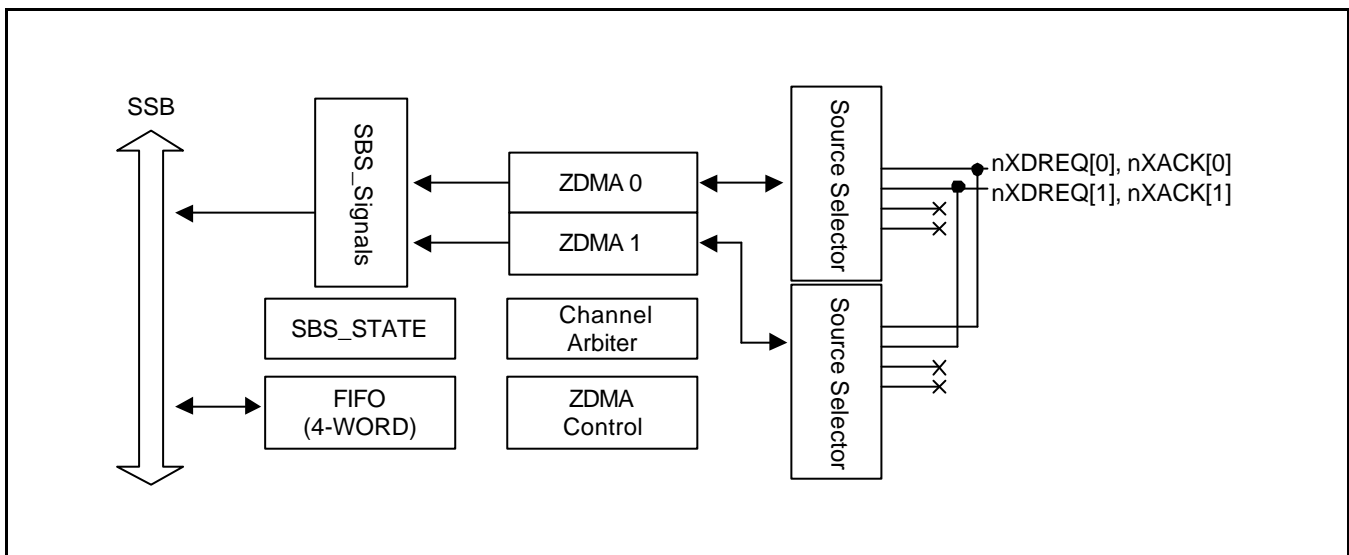 SSB
SBS_Signals
ZDMA 0
ZDMA 1
Source Selector
nXDREQ[0], nXACK[0]
nXDREQ[1], nXACK[1]
SBS_STATE
Channel
Arbiter
Source Selector
FIFO
(4-WORD)
ZDMA
Control